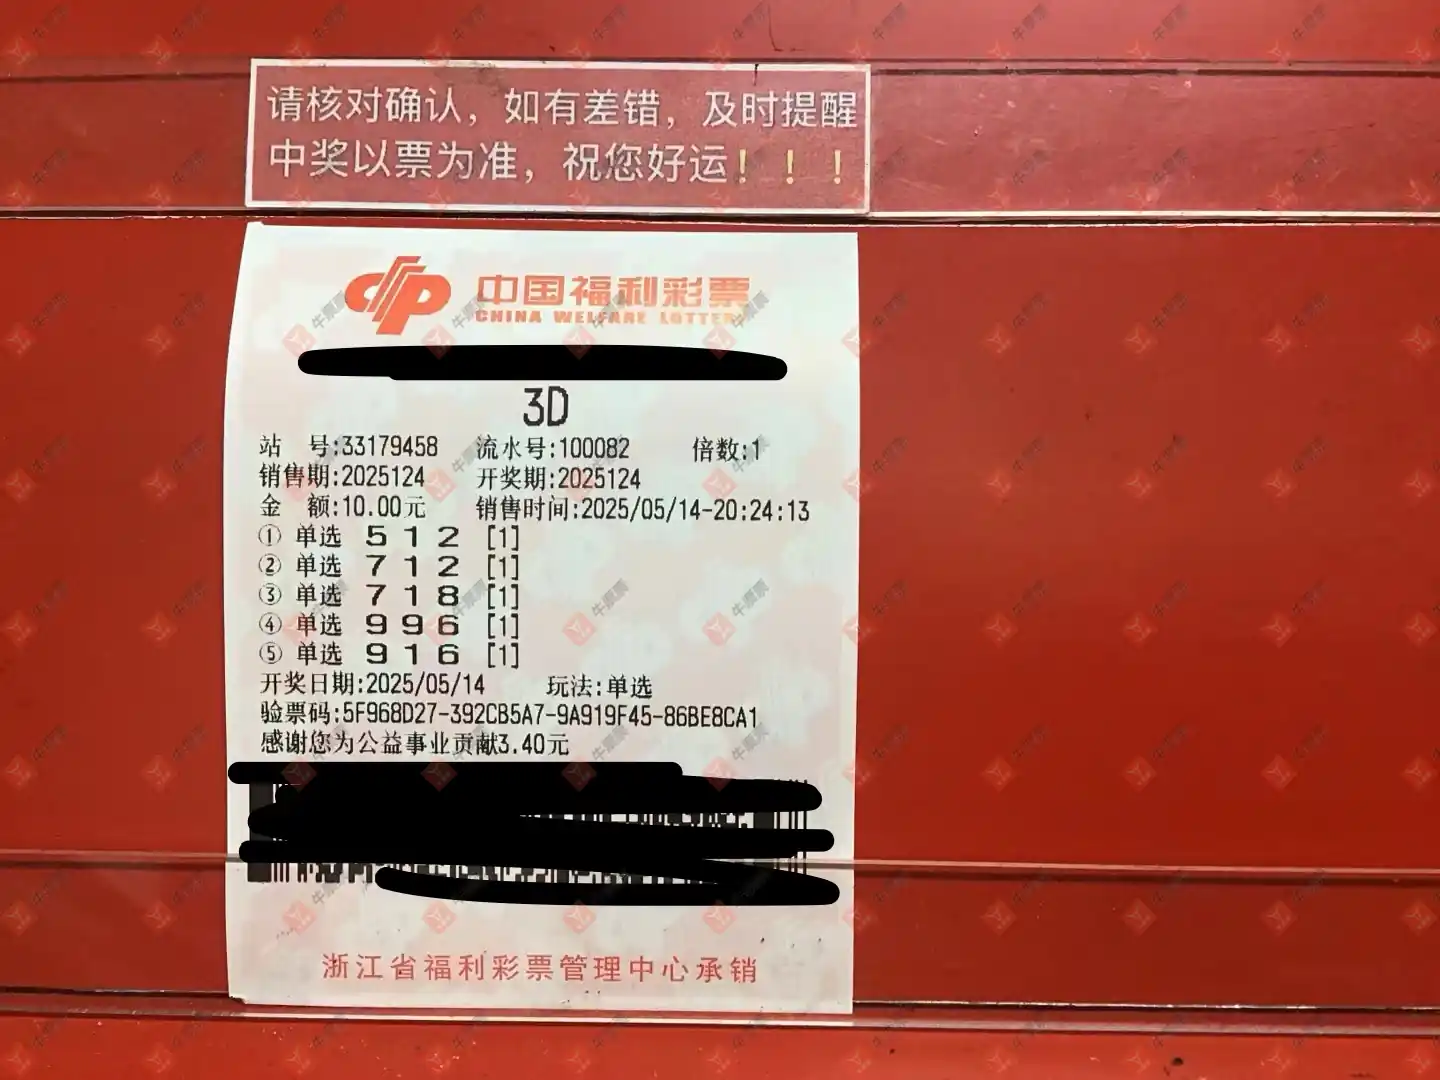 请核对确认，如有差错，及时提醒
中奖以票为准，祝您好运！！！
中国福利彩票
CHINA WELFARE LOTTERY
3D
站 号:33179458 流水号:100082 倍数:1
销售期:2025124 开奖期:2025124
金 额:10.00元 销售时间:2025/05/14-20:24:13
① 单选 5 1 2 [1]
② 单选 7 1 2 [1]
③ 单选 7 1 8 [1]
④ 单选 9 9 6 [1]
⑤ 单选 9 1 6 [1]
开奖日期:2025/05/14 玩法:单选
验票码:5F968D27-392CB5A7-9A919F45-86BE8CA1
感谢您为公益事业贡献3.40元
浙江省福利彩票管理中心承销
牛票票